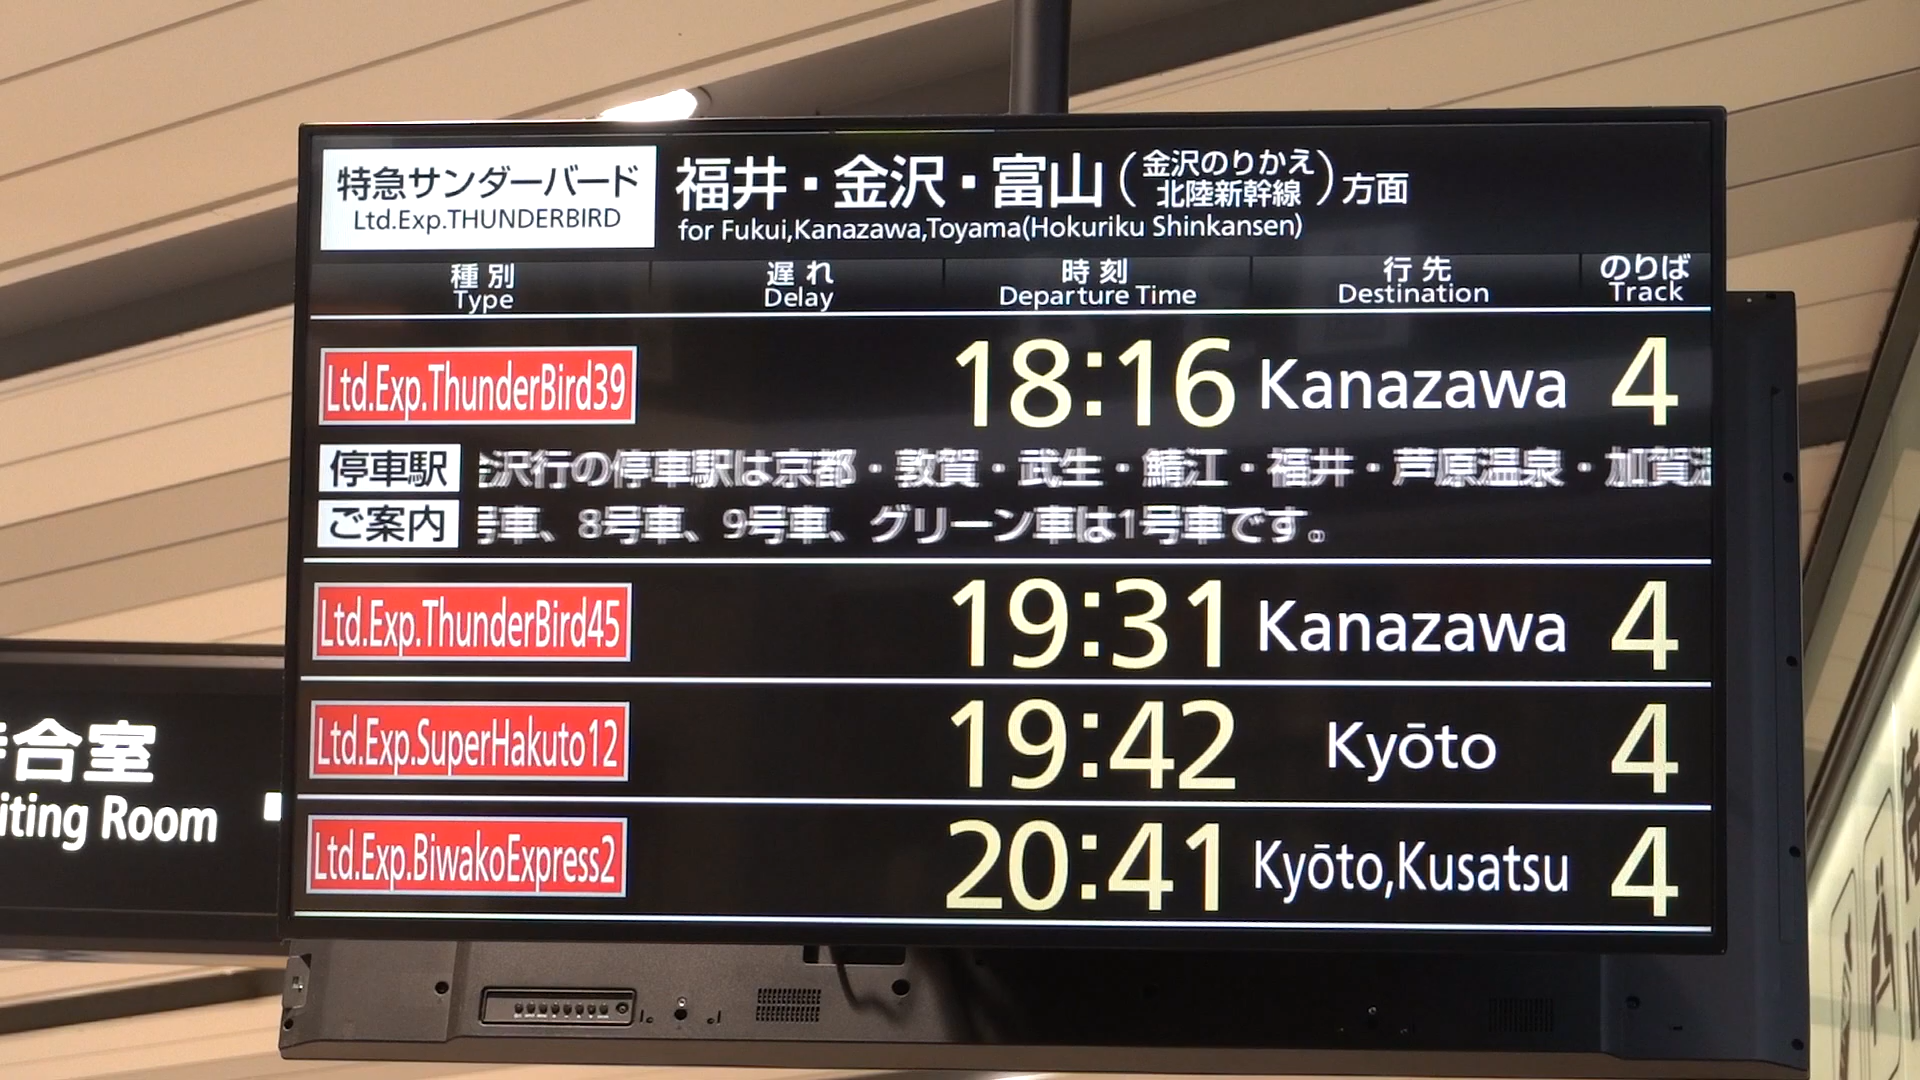 特急サンダーバード
Ltd.Exp.THUNDERBIRD
福井・金沢・富山(金沢のりかえ北陸新幹線)方面
for Fukui,Kanazawa,Toyama(Hokuriku Shinkansen)
種別 遅れ 時刻 行先 のりば
Type Delay Departure Time Destination Track
Ltd.Exp.ThunderBird39 18:16 Kanazawa 4
停車駅 沢行の停車駅は京都・敦賀・武生・鯖江・福井・芦原温泉・加賀
ご案内 号車、8号車、9号車、グリーン車は1号車です。
Ltd.Exp.ThunderBird45 19:31 Kanazawa 4
Ltd.Exp.SuperHakuto12 19:42 Kyōto 4
Ltd.Exp.BiwakoExpress2 20:41 Kyōto,Kusatsu 4
合室
iting Room